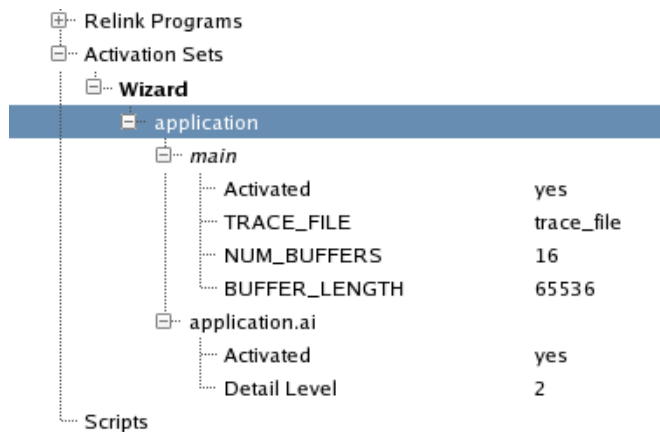 Relink Programs
Activation Sets
Wizard
application
main
Activated yes
TRACE_FILE trace_file
NUM_BUFFERS 16
BUFFER_LENGTH 65536
application.ai
Activated yes
Detail Level 2
Scripts